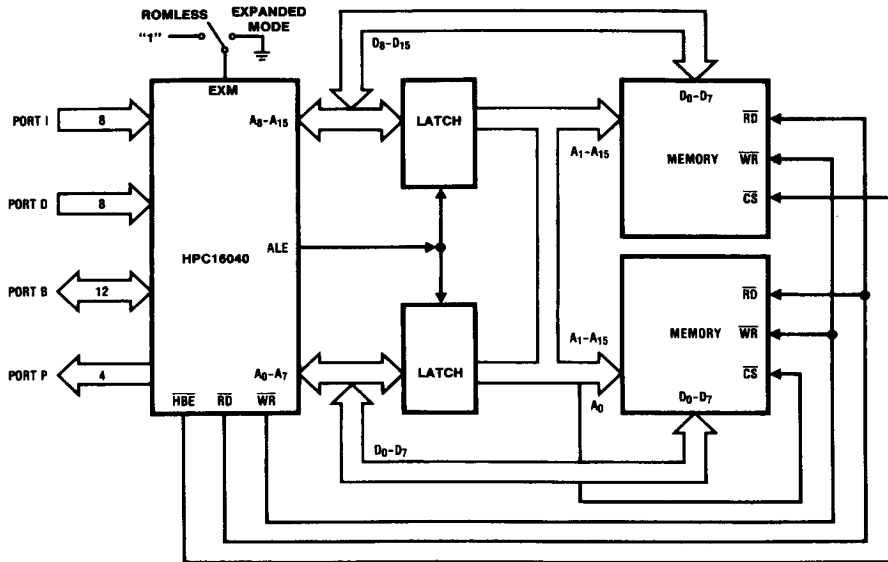 ROMLESS
EXPANDED
MODE
"1"
D8–D15
EXM
D0–D7
PORT I
8
A8–A15
LATCH
RD
A1–A15
MEMORY
WR
PORT D
8
CS
ALE
HPC16040
PORT B
12
RD
A1–A15
MEMORY
WR
PORT P
4
A0–A7
LATCH
CS
A0
D0–D7
HBE
RD
WR
D0–D7